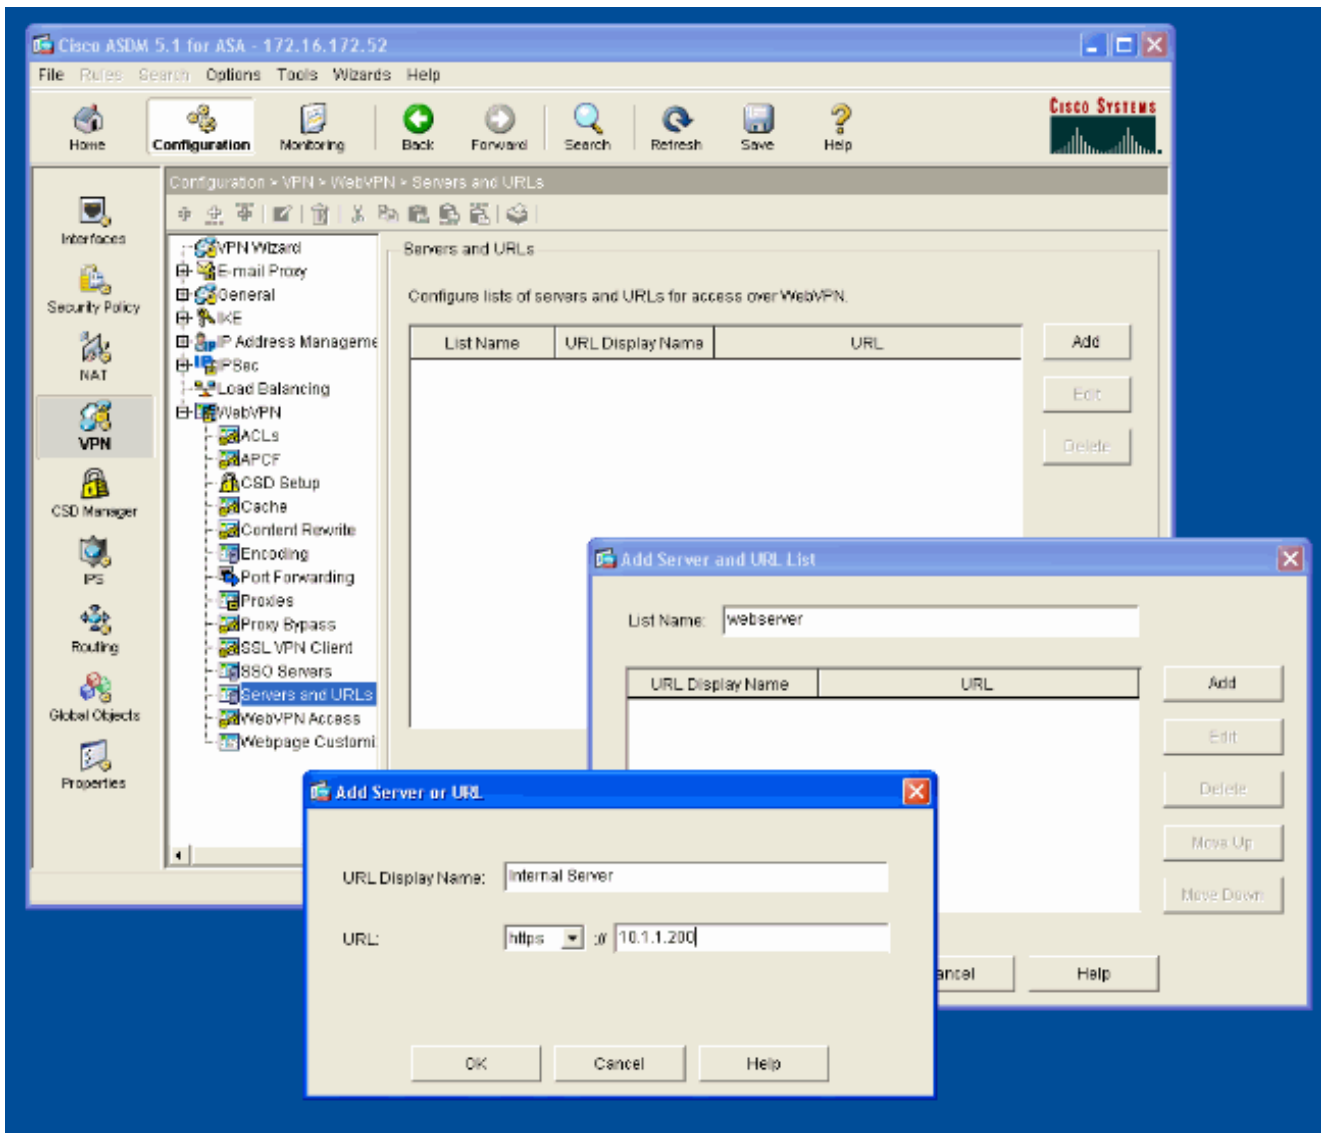 Cisco ASDM 5.1 for ASA - 172.16.172.52
File Rules Search Options Tools Wizards Help
Home Configuration Monitoring Back Forward Search Refresh Save Help
CISCO SYSTEMS
Configuration > VPN > WebVPN > Servers and URLs
Interfaces
Security Policy
NAT
VPN
CSD Manager
IPS
Routing
Global Objects
Properties
VPN Wizard
E-mail Proxy
General
IKE
IP Address Manageme
IPSec
Load Balancing
WebVPN
ACLs
APCF
CSD Setup
Cache
Content Rewrite
Encoding
Port Forwarding
Proxies
Proxy Bypass
SSL VPN Client
SSO Servers
Servers and URLs
WebVPN Access
Webpage Customi
Servers and URLs
Configure lists of servers and URLs for access over WebVPN.
List Name URL Display Name URL
Add
Edit
Delete
Add Server and URL List
List Name: webserver
URL Display Name URL
Add
Edit
Delete
Move Up
Move Down
ancel Help
Add Server or URL
URL Display Name: Internal Server
URL: https :// 10.1.1.200
OK Cancel Help